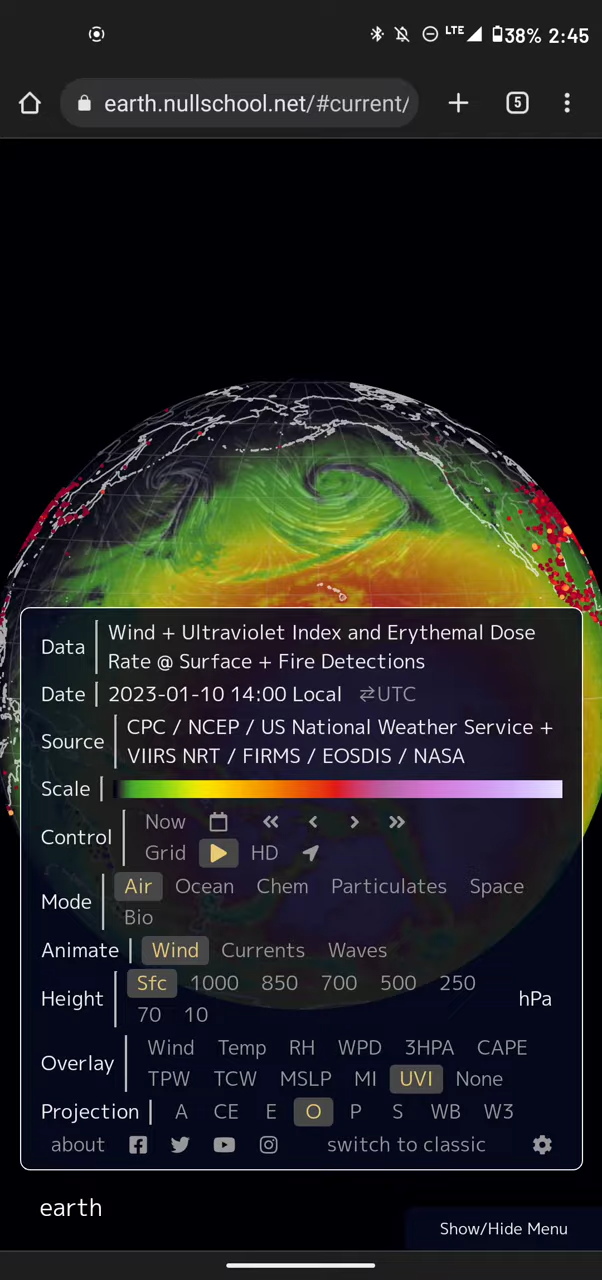 LTE 38% 2:45
earth.nullschool.net/#current/
5
Data
Wind + Ultraviolet Index and Erythemal Dose
Rate @ Surface + Fire Detections
Date
2023-01-10 14:00 Local ⇄UTC
Source
CPC / NCEP / US National Weather Service +
VIIRS NRT / FIRMS / EOSDIS / NASA
Scale
Control
Now
Grid HD
Mode
Air Ocean Chem Particulates Space
Bio
Animate
Wind Currents Waves
Height
Sfc 1000 850 700 500 250
70 10
hPa
Overlay
Wind Temp RH WPD 3HPA CAPE
TPW TCW MSLP MI UVI None
Projection
A CE E O P S WB W3
about switch to classic
earth
Show/Hide Menu